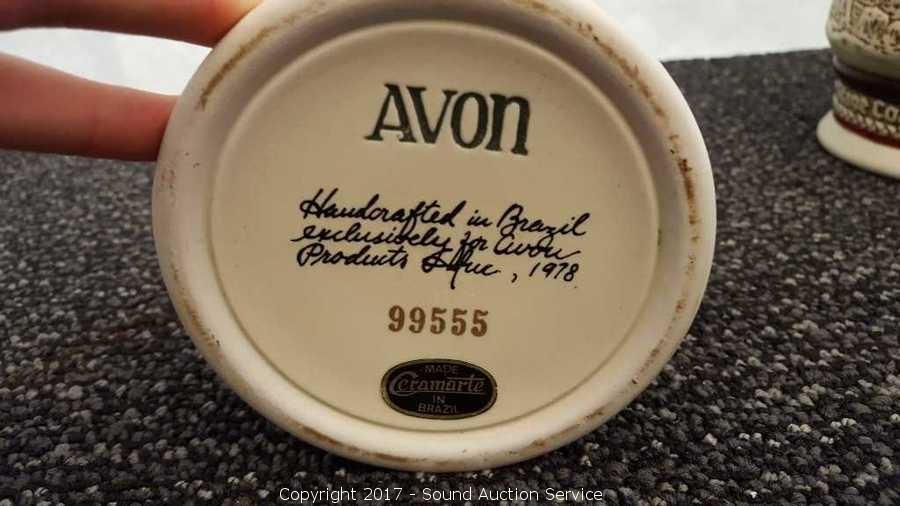 AVON
Handcrafted in Brazil
exclusively for Avon
Products Inc., 1978
99555
MADE
Ceramarte
IN
BRAZIL
Copyright 2017 - Sound Auction Service